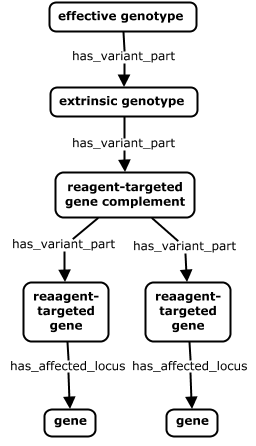 effective genotype
has_variant_part
extrinsic genotype
has_variant_part
reagent-targeted
gene complement
has_variant_part has_variant_part
reaagent-
targeted
gene
reaagent-
targeted
gene
has_affected_locus has_affected_locus
gene gene